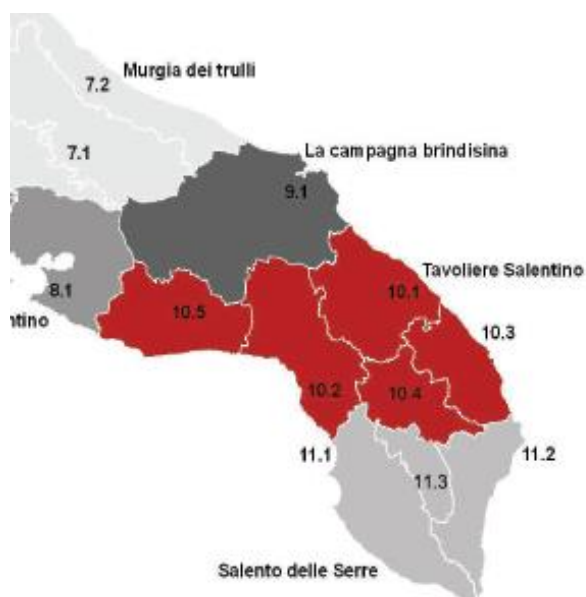 Murgia dei trulli
7.2
7.1
La campagna brindisina
9.1
Tavoliere Salentino
8.1
10.1
ntino
10.5
10.3
10.2
10.4
11.1
11.2
11.3
Salento delle Serre